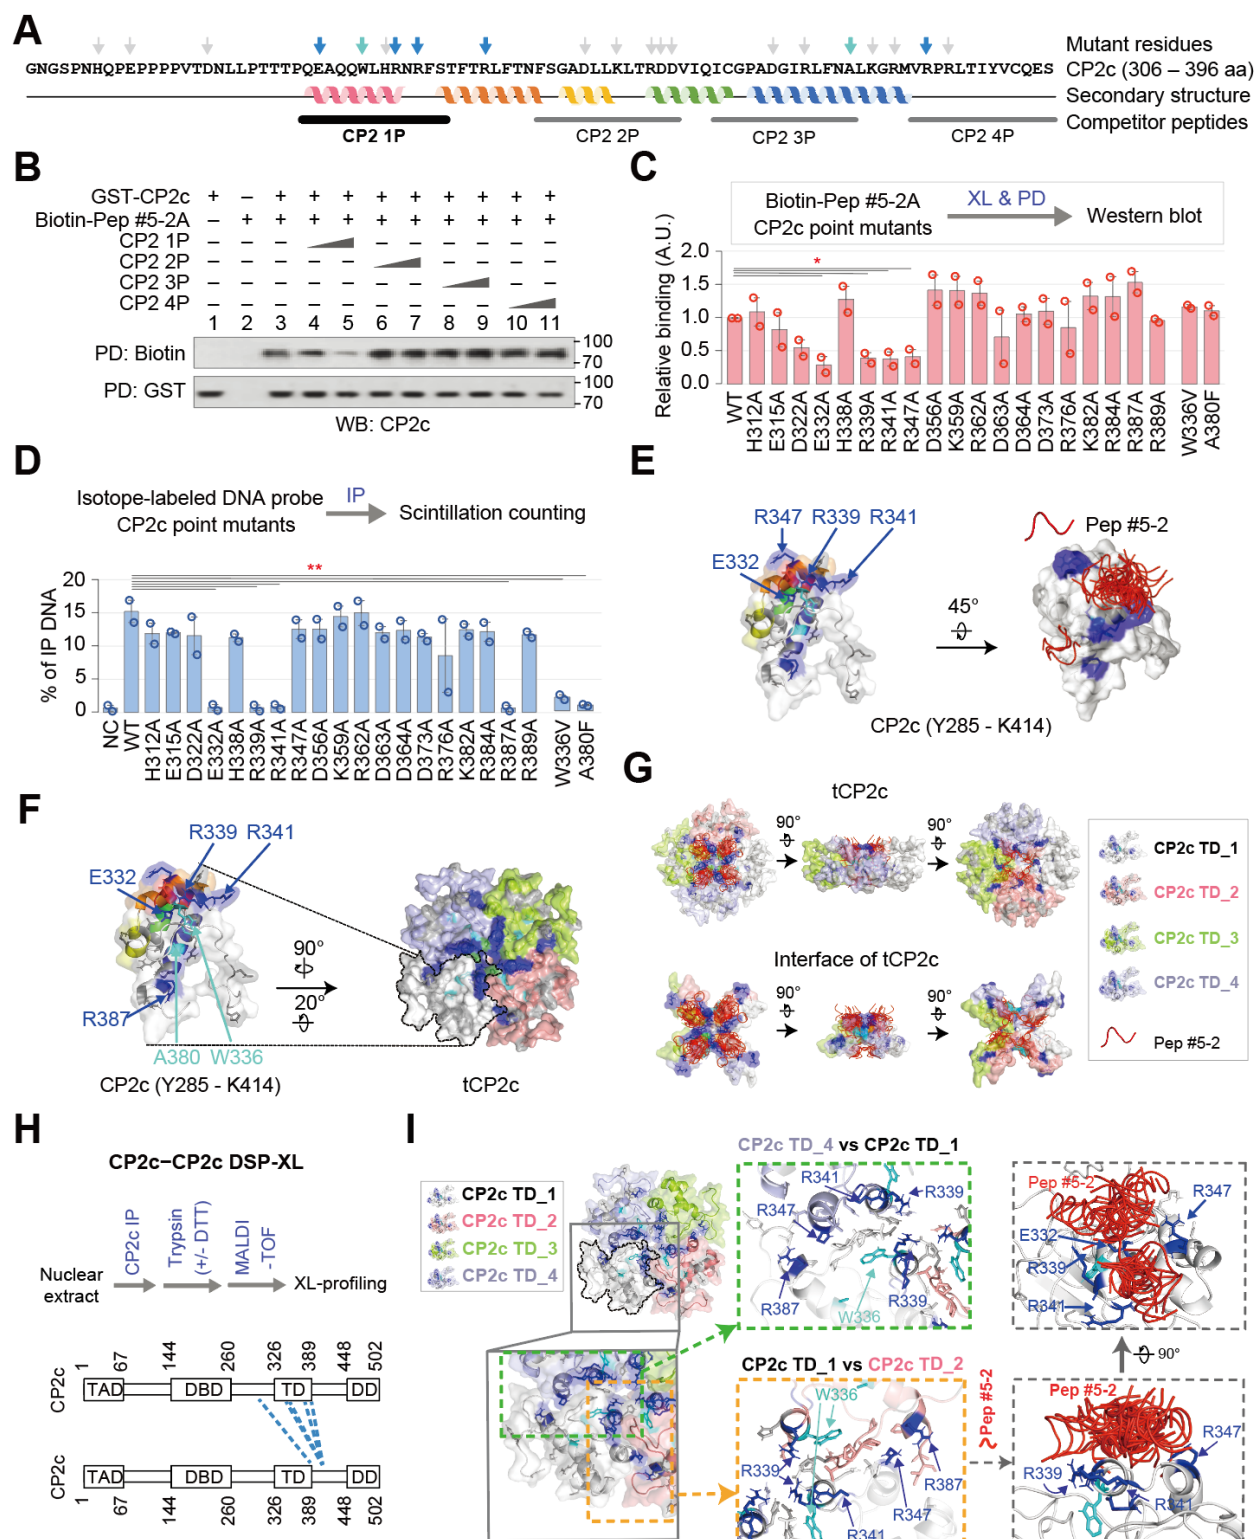 A
Mutant residues
GNGSPNHQPEPPPPVTDNLLPTTTPQEAQQWLHRNRFSTFTRLFTNFSGADLLKLTRDDVIQICGPADGIRLFNALKGRMVRPRLTIYVCQES
CP2c (306 – 396 aa)
Secondary structure
CP2 1P
CP2 2P
CP2 3P
CP2 4P
Competitor peptides
B
GST-CP2c + – + + + + + + + + +
Biotin-Pep #5-2A – + + + + + + + + + +
CP2 1P – – – – – – – – –
CP2 2P – – – – – – – – –
CP2 3P – – – – – – – – –
CP2 4P – – – – – – – – –
1 2 3 4 5 6 7 8 9 10 11
PD: Biotin
100
70
PD: GST
100
70
WB: CP2c
C
Biotin-Pep #5-2A
CP2c point mutants
XL & PD
Western blot
Relative binding (A.U.)
2.0
1.5
1.0
0.5
0.0
*
WT
H312A
E315A
D322A
E332A
H338A
R339A
R341A
R347A
D356A
K359A
R362A
D363A
D364A
D373A
R376A
K382A
R384A
R387A
R389A
W336V
A380F
D
Isotope-labeled DNA probe
CP2c point mutants
IP
Scintillation counting
% of IP DNA
20
15
10
5
0
**
NC
WT
H312A
E315A
D322A
E332A
H338A
R339A
R341A
R347A
D356A
K359A
R362A
D363A
D364A
D373A
R376A
K382A
R384A
R387A
R389A
W336V
A380F
E
R347 R339 R341
E332
45°
Pep #5-2
CP2c (Y285 - K414)
F
R339 R341
E332
R387
A380 W336
90°
20°
CP2c (Y285 - K414)
tCP2c
G
tCP2c
90°
90°
Interface of tCP2c
90°
90°
CP2c TD_1
CP2c TD_2
CP2c TD_3
CP2c TD_4
Pep #5-2
H
CP2c–CP2c DSP-XL
Nuclear
extract
CP2c IP
Trypsin
(+/- DTT)
MALDI
-TOF
XL-profiling
CP2c
1
67
144
260
326
389
448
502
TAD
DBD
TD
DD
CP2c
TAD
DBD
TD
DD
1
67
144
260
326
389
448
502
I
CP2c TD_1
CP2c TD_2
CP2c TD_3
CP2c TD_4
CP2c TD_4 vs CP2c TD_1
R341
R339
R347
R387
W336
R339
CP2c TD_1 vs CP2c TD_2
W336
R339
R387
R347
R341
Pep #5-2
Pep #5-2
R347
E332
R339
R341
90°
Pep #5-2
R347
R339
R341